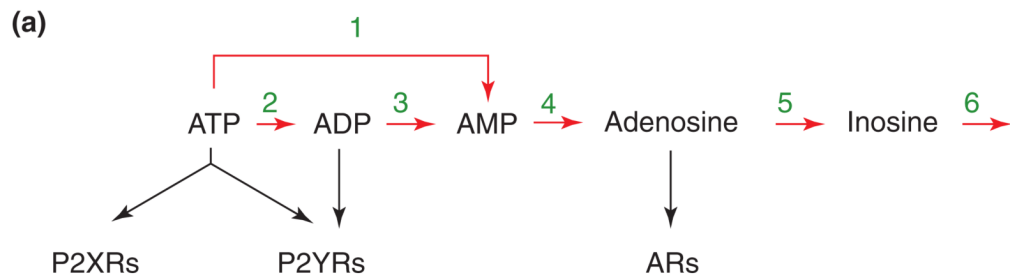 (a)
1
2 3 4 5 6
ATP ADP AMP Adenosine Inosine
P2XRs P2YRs ARs